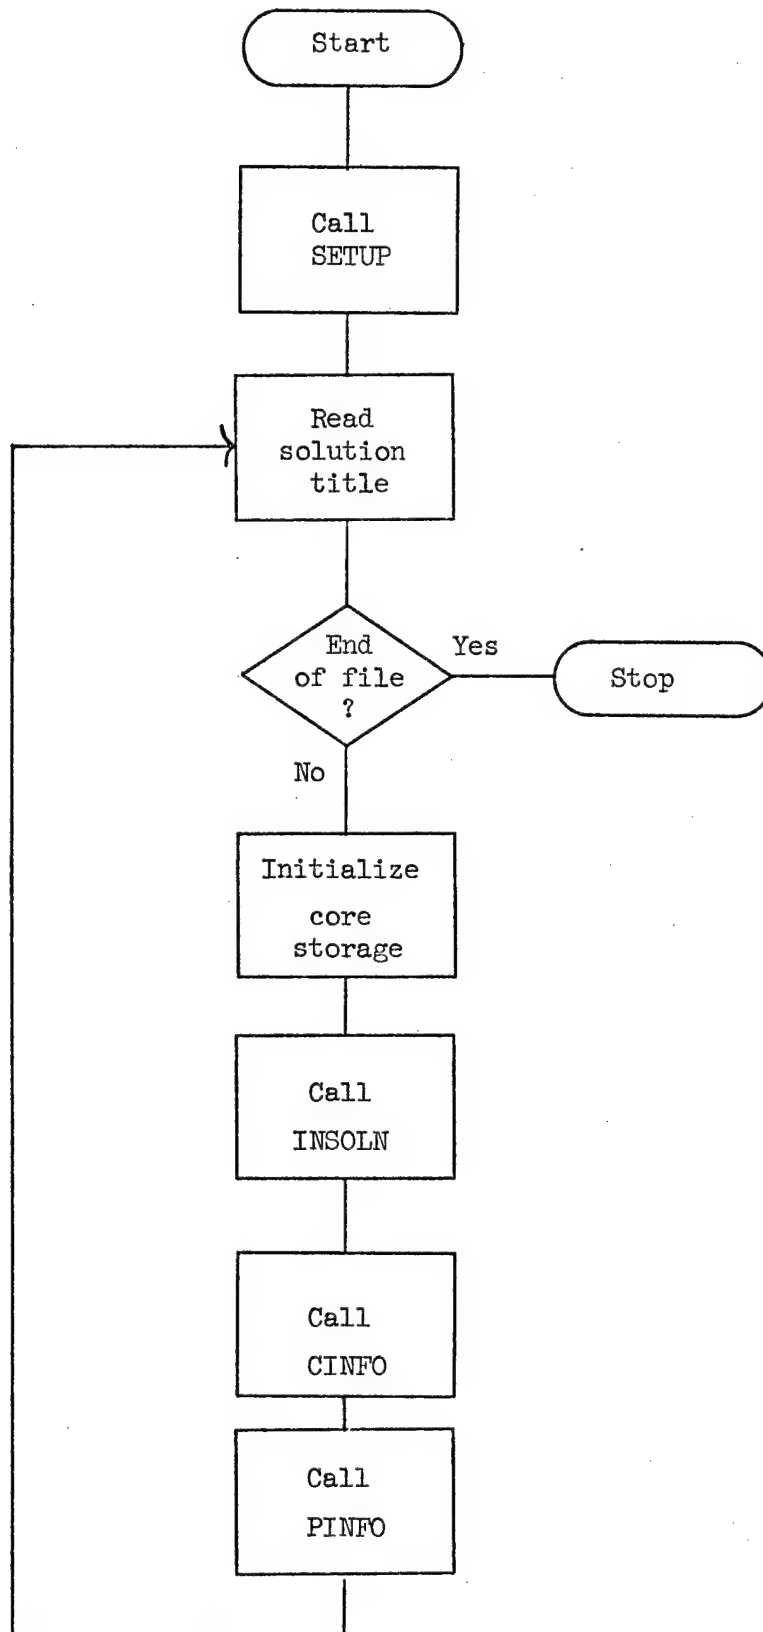 Start
Call
SETUP
Read
solution
title
End
of file
?
Yes
Stop
No
Initialize
core
storage
Call
INSOLN
Call
CINFO
Call
PINFO